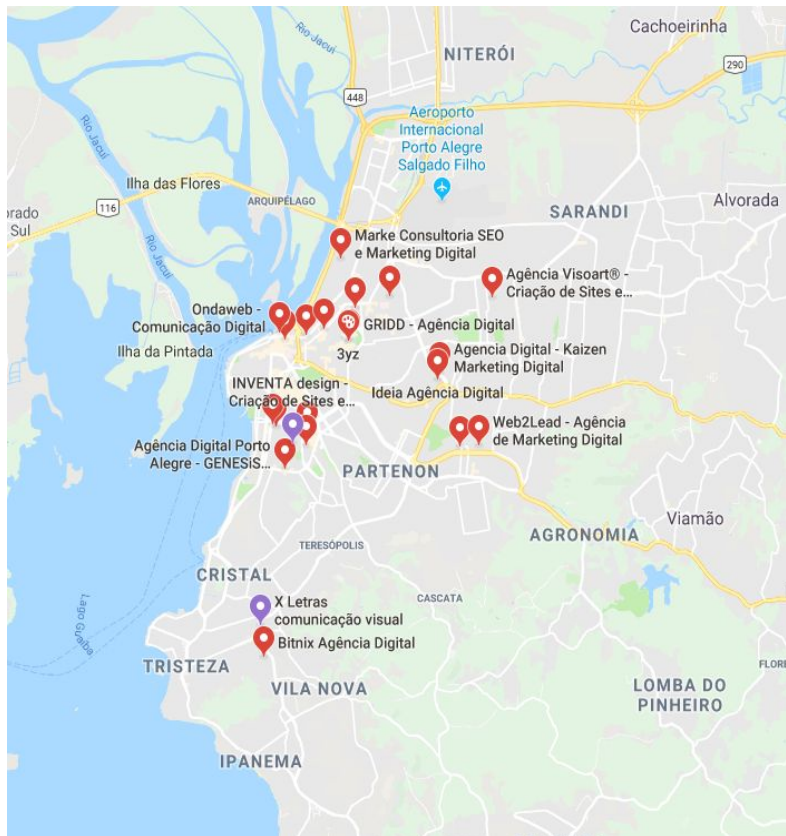 Cachoeirinha
NITERÓI
290
Rio Jacuí
448
Aeroporto
Internacional
Porto Alegre
Salgado Filho
Rio Jacuí
Ilha das Flores
ARQUIPÉLAGO
Alvorada
116
orado
Sul
SARANDI
Rio Jacuí
Marke Consultoria SEO
e Marketing Digital
Agência Visoart® -
Criação de Sites e...
Ondaweb -
Comunicação Digital
GRIDD - Agência Digital
Ilha da Pintada
3yz
Agencia Digital - Kaizen
Marketing Digital
INVENTA design -
Criação de Sites e...
Ideia Agência Digital
Web2Lead - Agência
de Marketing Digital
Agência Digital Porto
Alegre - GENESiS...
PARTENON
Viamão
AGRONOMIA
TERESÓPOLIS
CRISTAL
CASCATA
X Letras
comunicação visual
Lago Guaíba
Bitnix Agência Digital
TRISTEZA
FLORE
VILA NOVA
LOMBA DO
PINHEIRO
IPANEMA